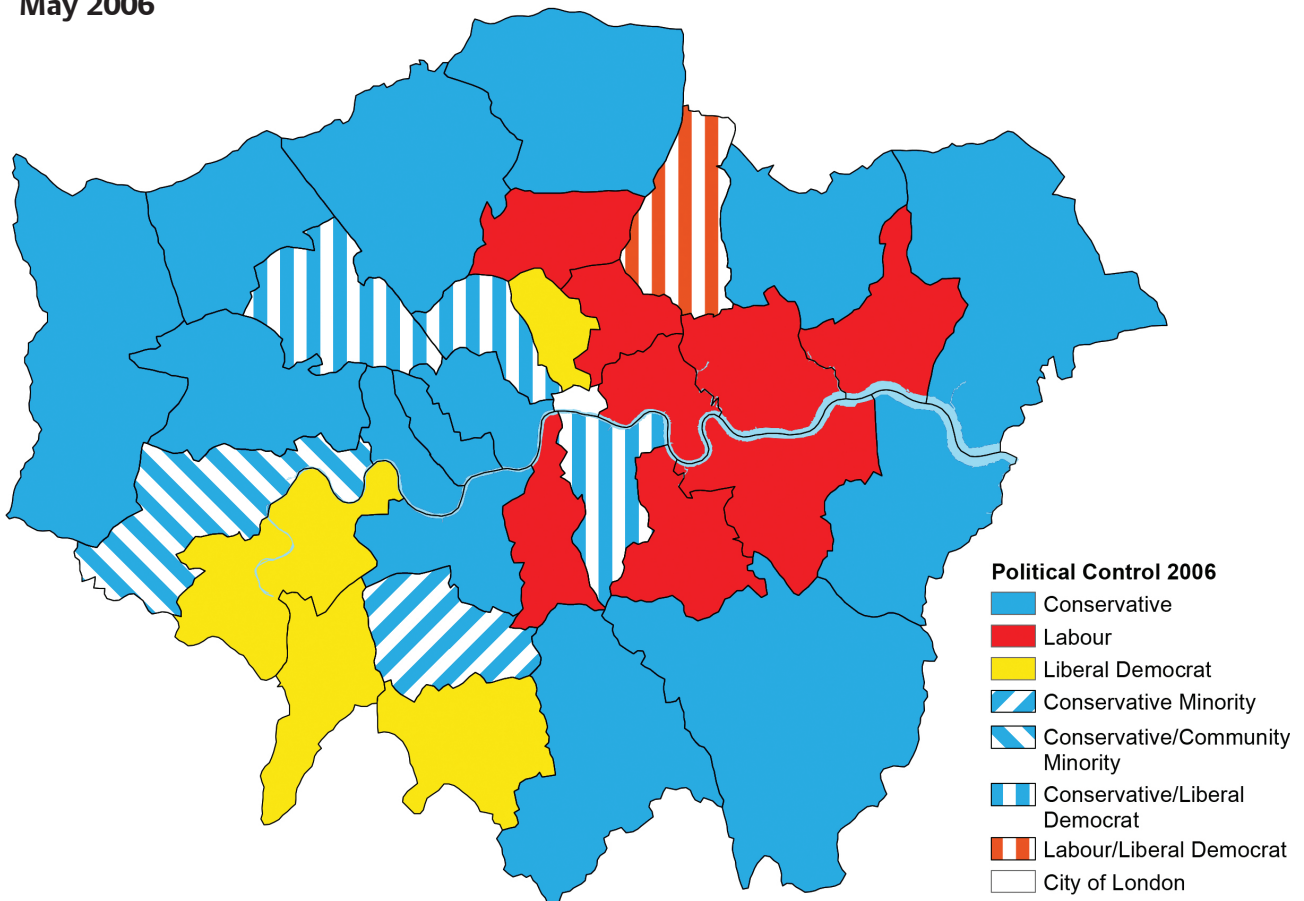 May 2006
Political Control 2006
Conservative
Labour
Liberal Democrat
Conservative Minority
Conservative/Community
Minority
Conservative/Liberal
Democrat
Labour/Liberal Democrat
City of London